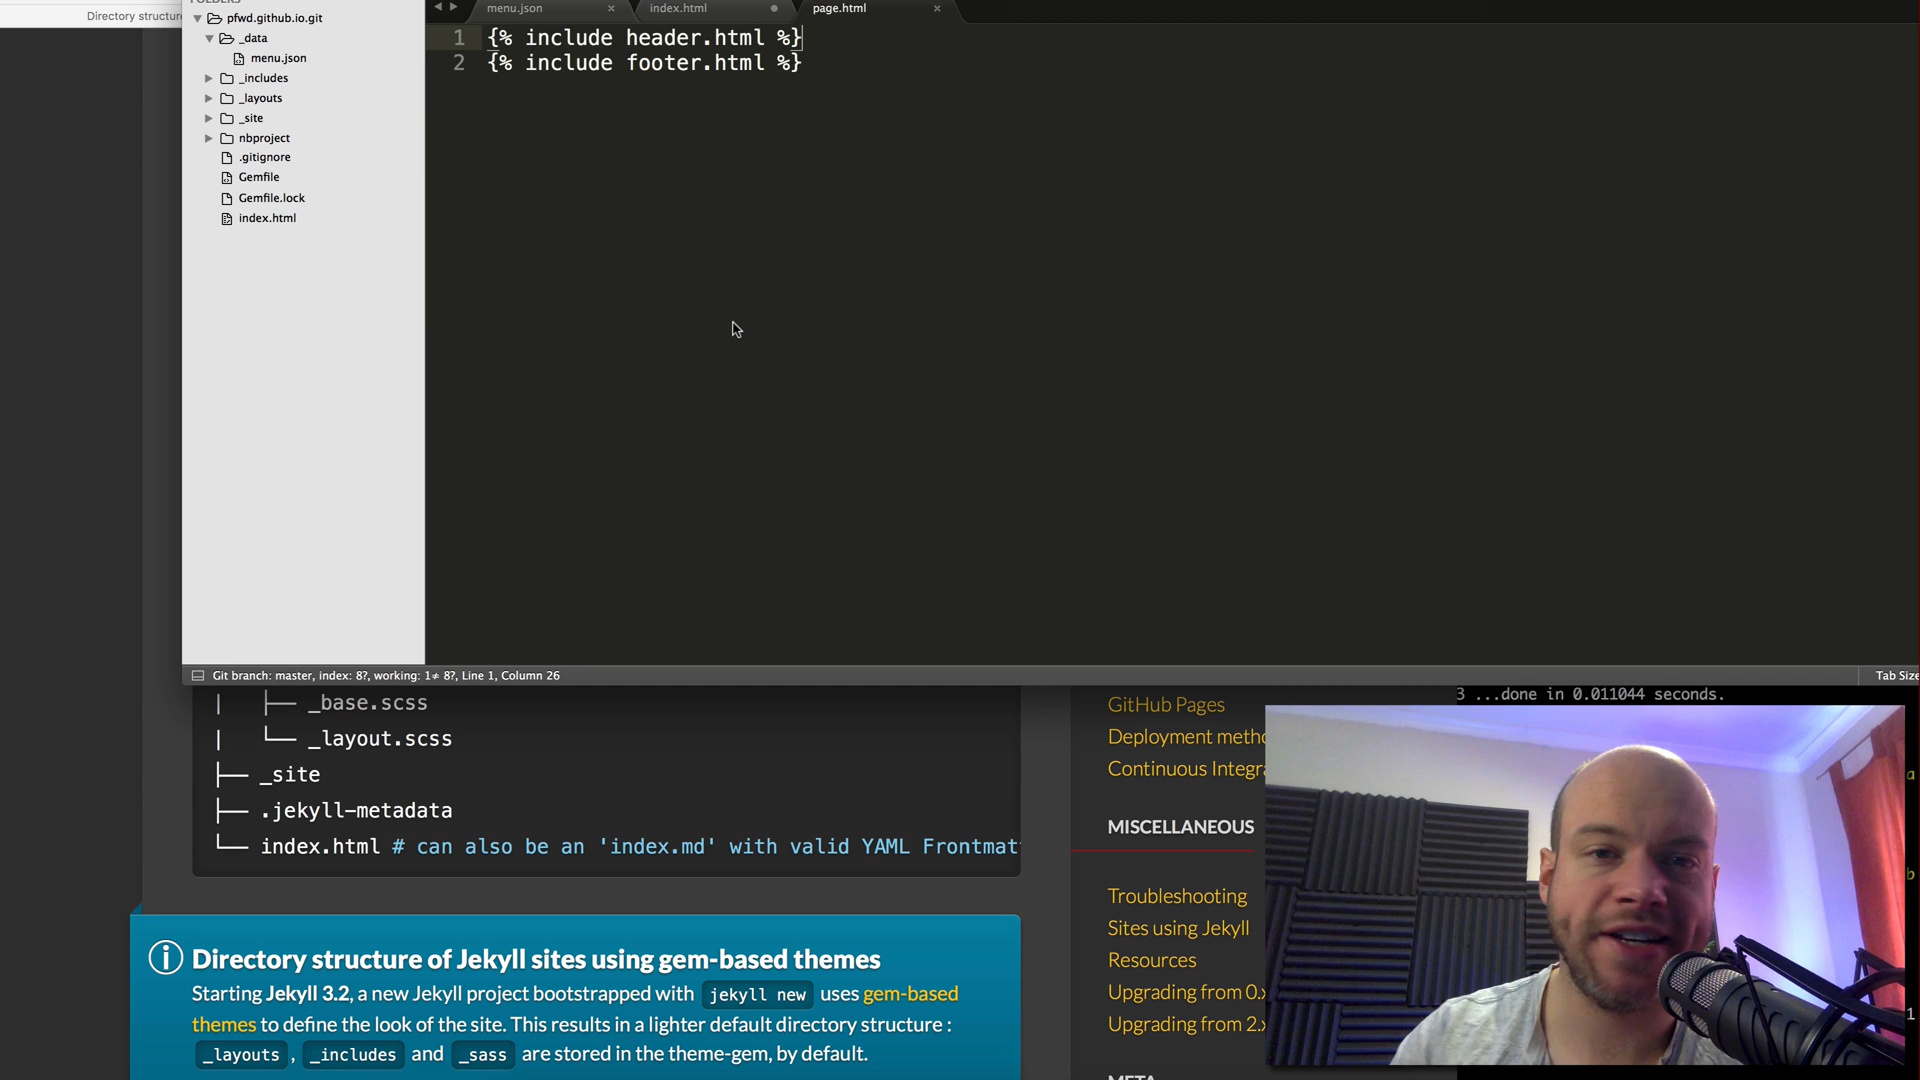 Directory structure
FOLDERS
pfwd.github.io.git
_data
menu.json
_includes
_layouts
_site
nbproject
.gitignore
Gemfile
Gemfile.lock
index.html
menu.json
index.html
page.html
1 {% include header.html %}
2 {% include footer.html %}
Git branch: master, index: 8?, working: 1≠ 8?, Line 1, Column 26
Tab Size
│ ├── _base.scss
│ └── _layout.scss
├── _site
├── .jekyll-metadata
└── index.html # can also be an 'index.md' with valid YAML Frontmat
Directory structure of Jekyll sites using gem-based themes
Starting Jekyll 3.2, a new Jekyll project bootstrapped with jekyll new uses gem-based
themes to define the look of the site. This results in a lighter default directory structure :
_layouts , _includes and _sass are stored in the theme-gem, by default.
GitHub Pages
Deployment metho
Continuous Integra
MISCELLANEOUS
Troubleshooting
Sites using Jekyll
Resources
Upgrading from 0.x
Upgrading from 2.x
META
3 ...done in 0.011044 seconds.
a
b
1